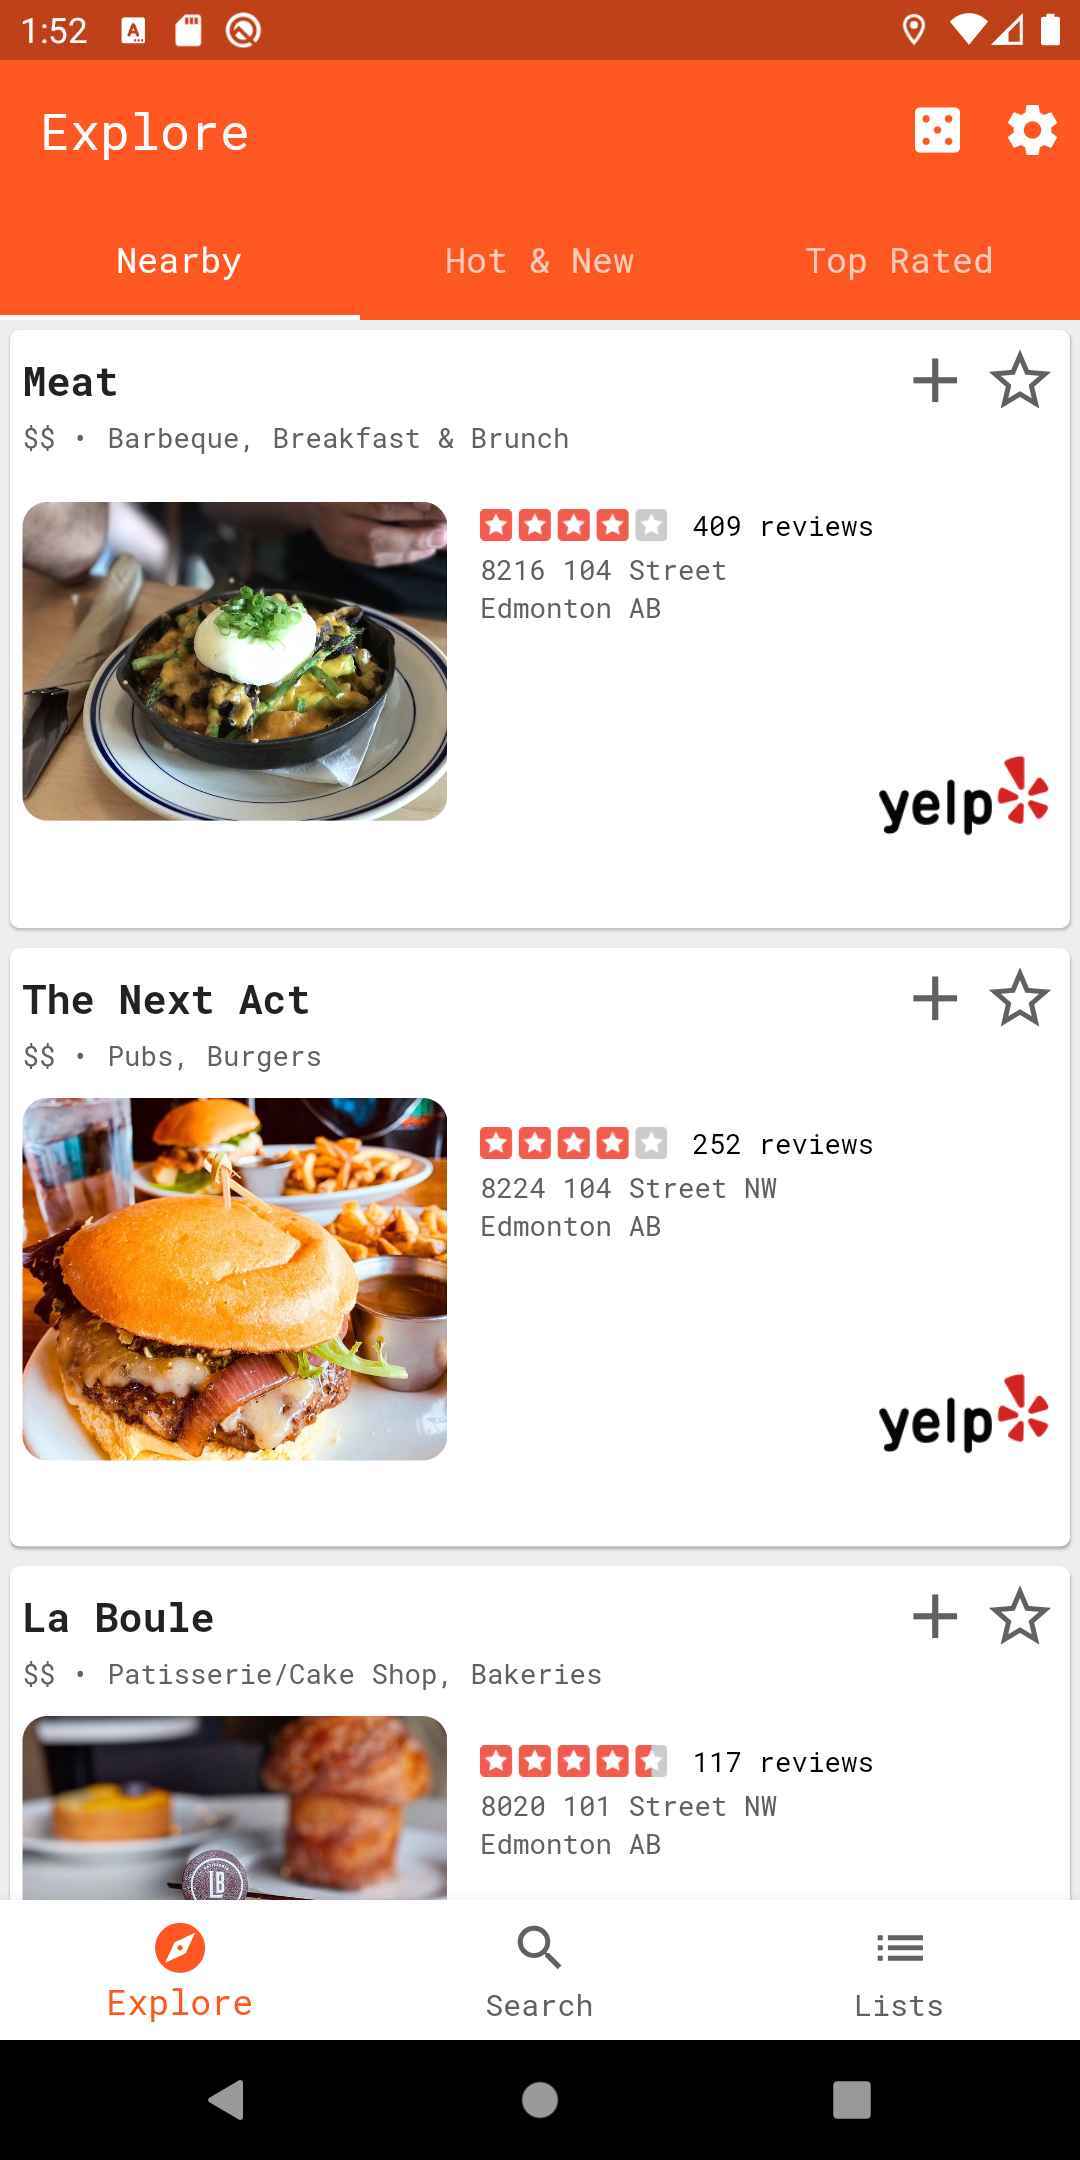 1:52
Explore
Nearby
Hot & New
Top Rated
Meat
$$ • Barbeque, Breakfast & Brunch
409 reviews
8216 104 Street
Edmonton AB
yelp
The Next Act
$$ • Pubs, Burgers
252 reviews
8224 104 Street NW
Edmonton AB
yelp
La Boule
$$ • Patisserie/Cake Shop, Bakeries
117 reviews
8020 101 Street NW
Edmonton AB
LB
Explore
Search
Lists